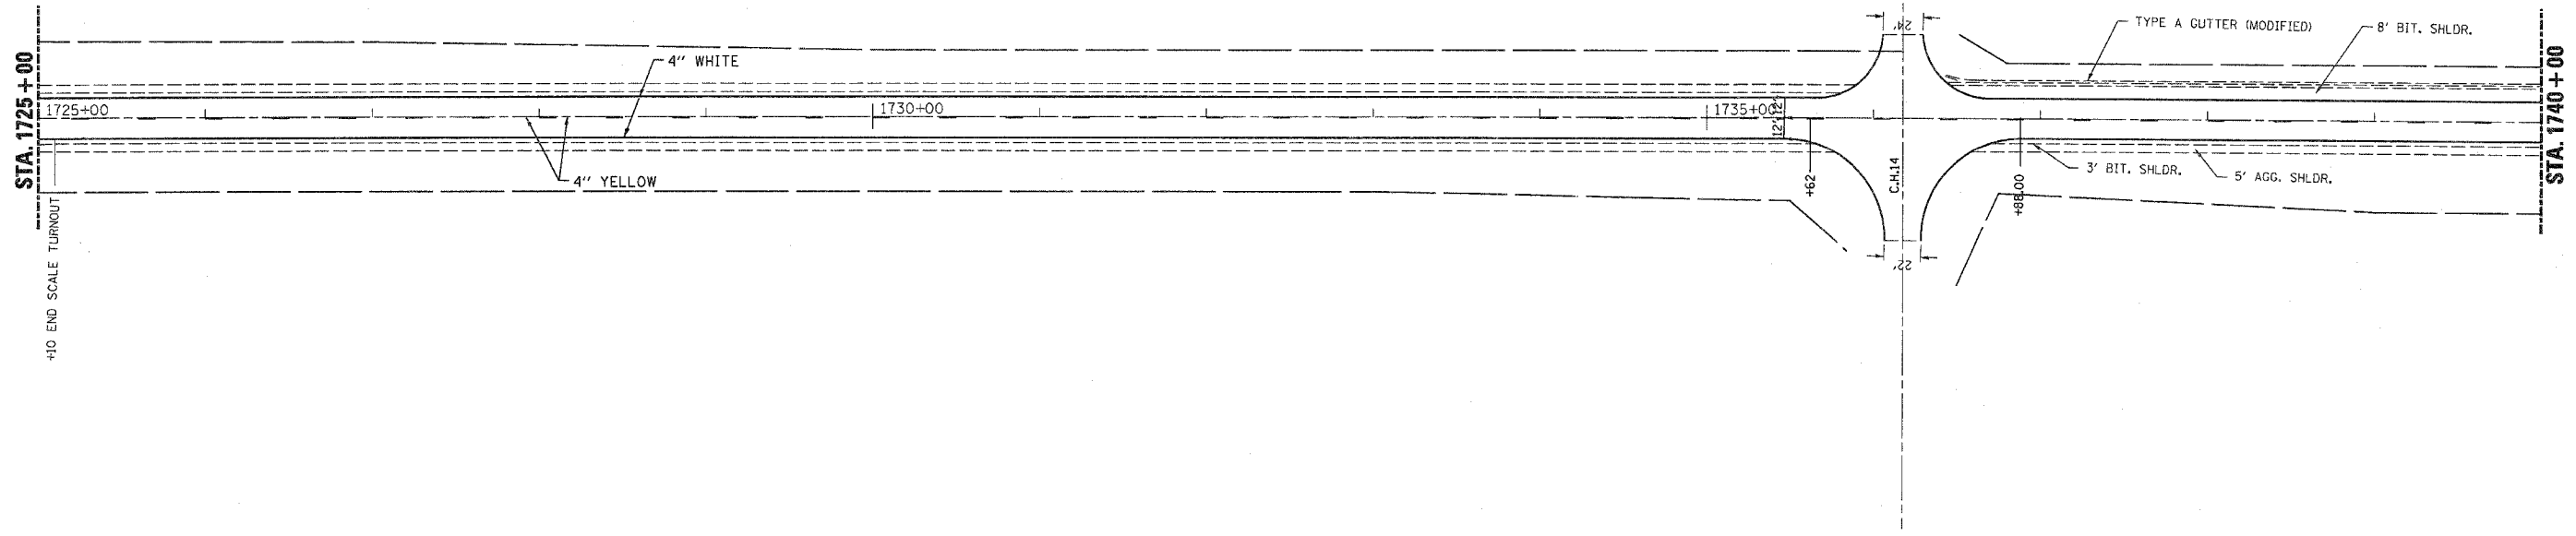 STA. 1725+00
1725+00
4" WHITE
1730+00
4" YELLOW
+10 END SCALE TURNOUT
1735+00
12' 12'
+62
24'
C.H.14
22'
+88.00
TYPE A GUTTER (MODIFIED)
8' BIT. SHLDR.
3' BIT. SHLDR.
5' AGG. SHLDR.
STA. 1740+00